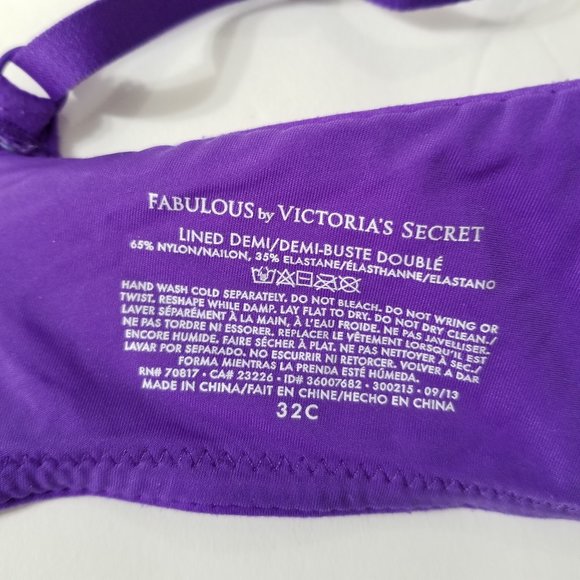 FABULOUS by VICTORIA'S SECRET
LINED DEMI/DEMI-BUSTE DOUBLÉ
65% NYLON/NAILON, 35% ELASTANE/ÉLASTHANNE/ELASTANO
HAND WASH COLD SEPARATELY. DO NOT BLEACH. DO NOT WRING OR
TWIST. RESHAPE WHILE DAMP. LAY FLAT TO DRY. DO NOT DRY CLEAN./
LAVER SÉPARÉMENT À LA MAIN, À L'EAU FROIDE. NE PAS JAVELLISER.
NE PAS TORDRE NI ESSORER. REPLACER LE VÊTEMENT LORSQU'IL EST
ENCORE HUMIDE. FAIRE SÉCHER À PLAT. NE PAS NETTOYER À SEC./
LAVAR POR SEPARADO. NO ESCURRIR NI RETORCER. VOLVER A DAR
FORMA MIENTRAS LA PRENDA ESTÉ HÚMEDA.
RN# 70817 • CA# 23226 • ID# 36007682 • 300215 • 09/13
MADE IN CHINA/FAIT EN CHINE/HECHO EN CHINA
32C